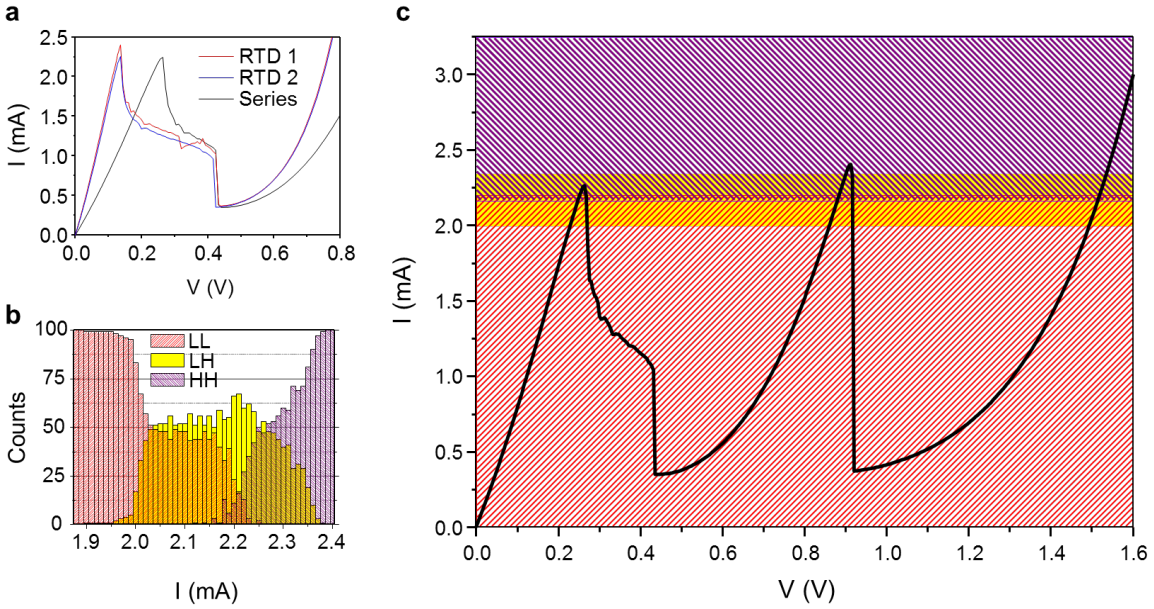 a
2.5
2.0
1.5
1.0
0.5
0.0
I (mA)
RTD 1
RTD 2
Series
0.0 0.2 0.4 0.6 0.8
V (V)
b
100
75
50
25
0
Counts
LL
LH
HH
1.9 2.0 2.1 2.2 2.3 2.4
I (mA)
c
3.0
2.5
2.0
1.5
1.0
0.5
0.0
I (mA)
0.0 0.2 0.4 0.6 0.8 1.0 1.2 1.4 1.6
V (V)